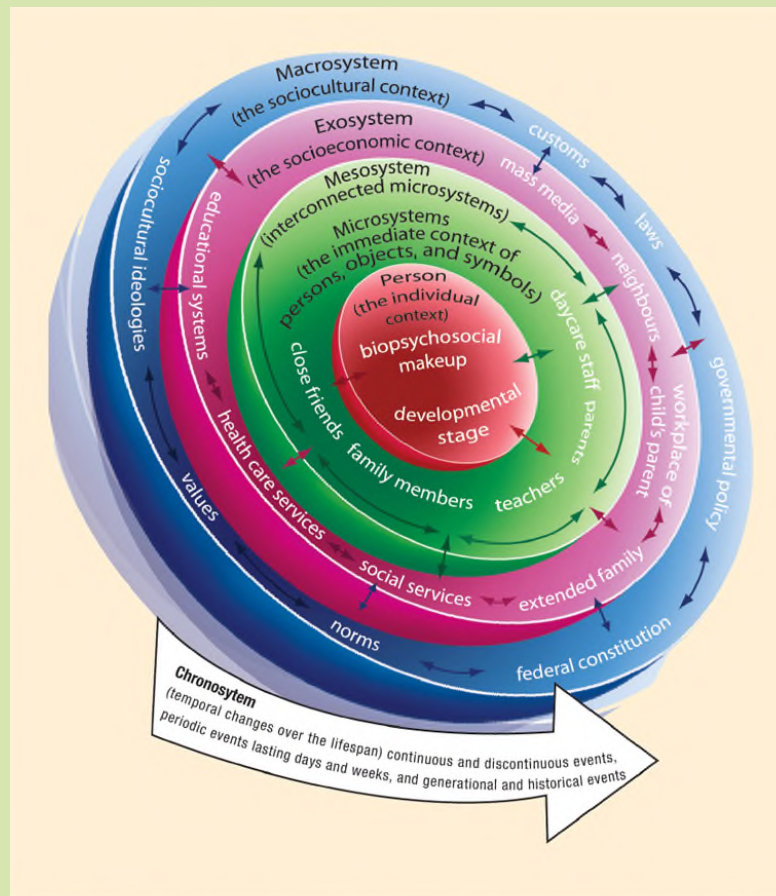 Macrosystem
(the sociocultural context)
customs
laws
governmental policy
federal constitution
norms
values
sociocultural ideologies
Exosystem
(the socioeconomic context)
mass media
neighbours
workplace of
child's parent
extended family
social services
health care services
educational systems
Mesosystem
(interconnected microsystems)
Microsystems
(the immediate context of
persons, objects, and symbols)
daycare staff
parents
teachers
family members
close friends
Person
(the individual
context)
biopsychosocial
makeup
developmental
stage
Chronosytem
(temporal changes over the lifespan) continuous and discontinuous events,
periodic events lasting days and weeks, and generational and historical events